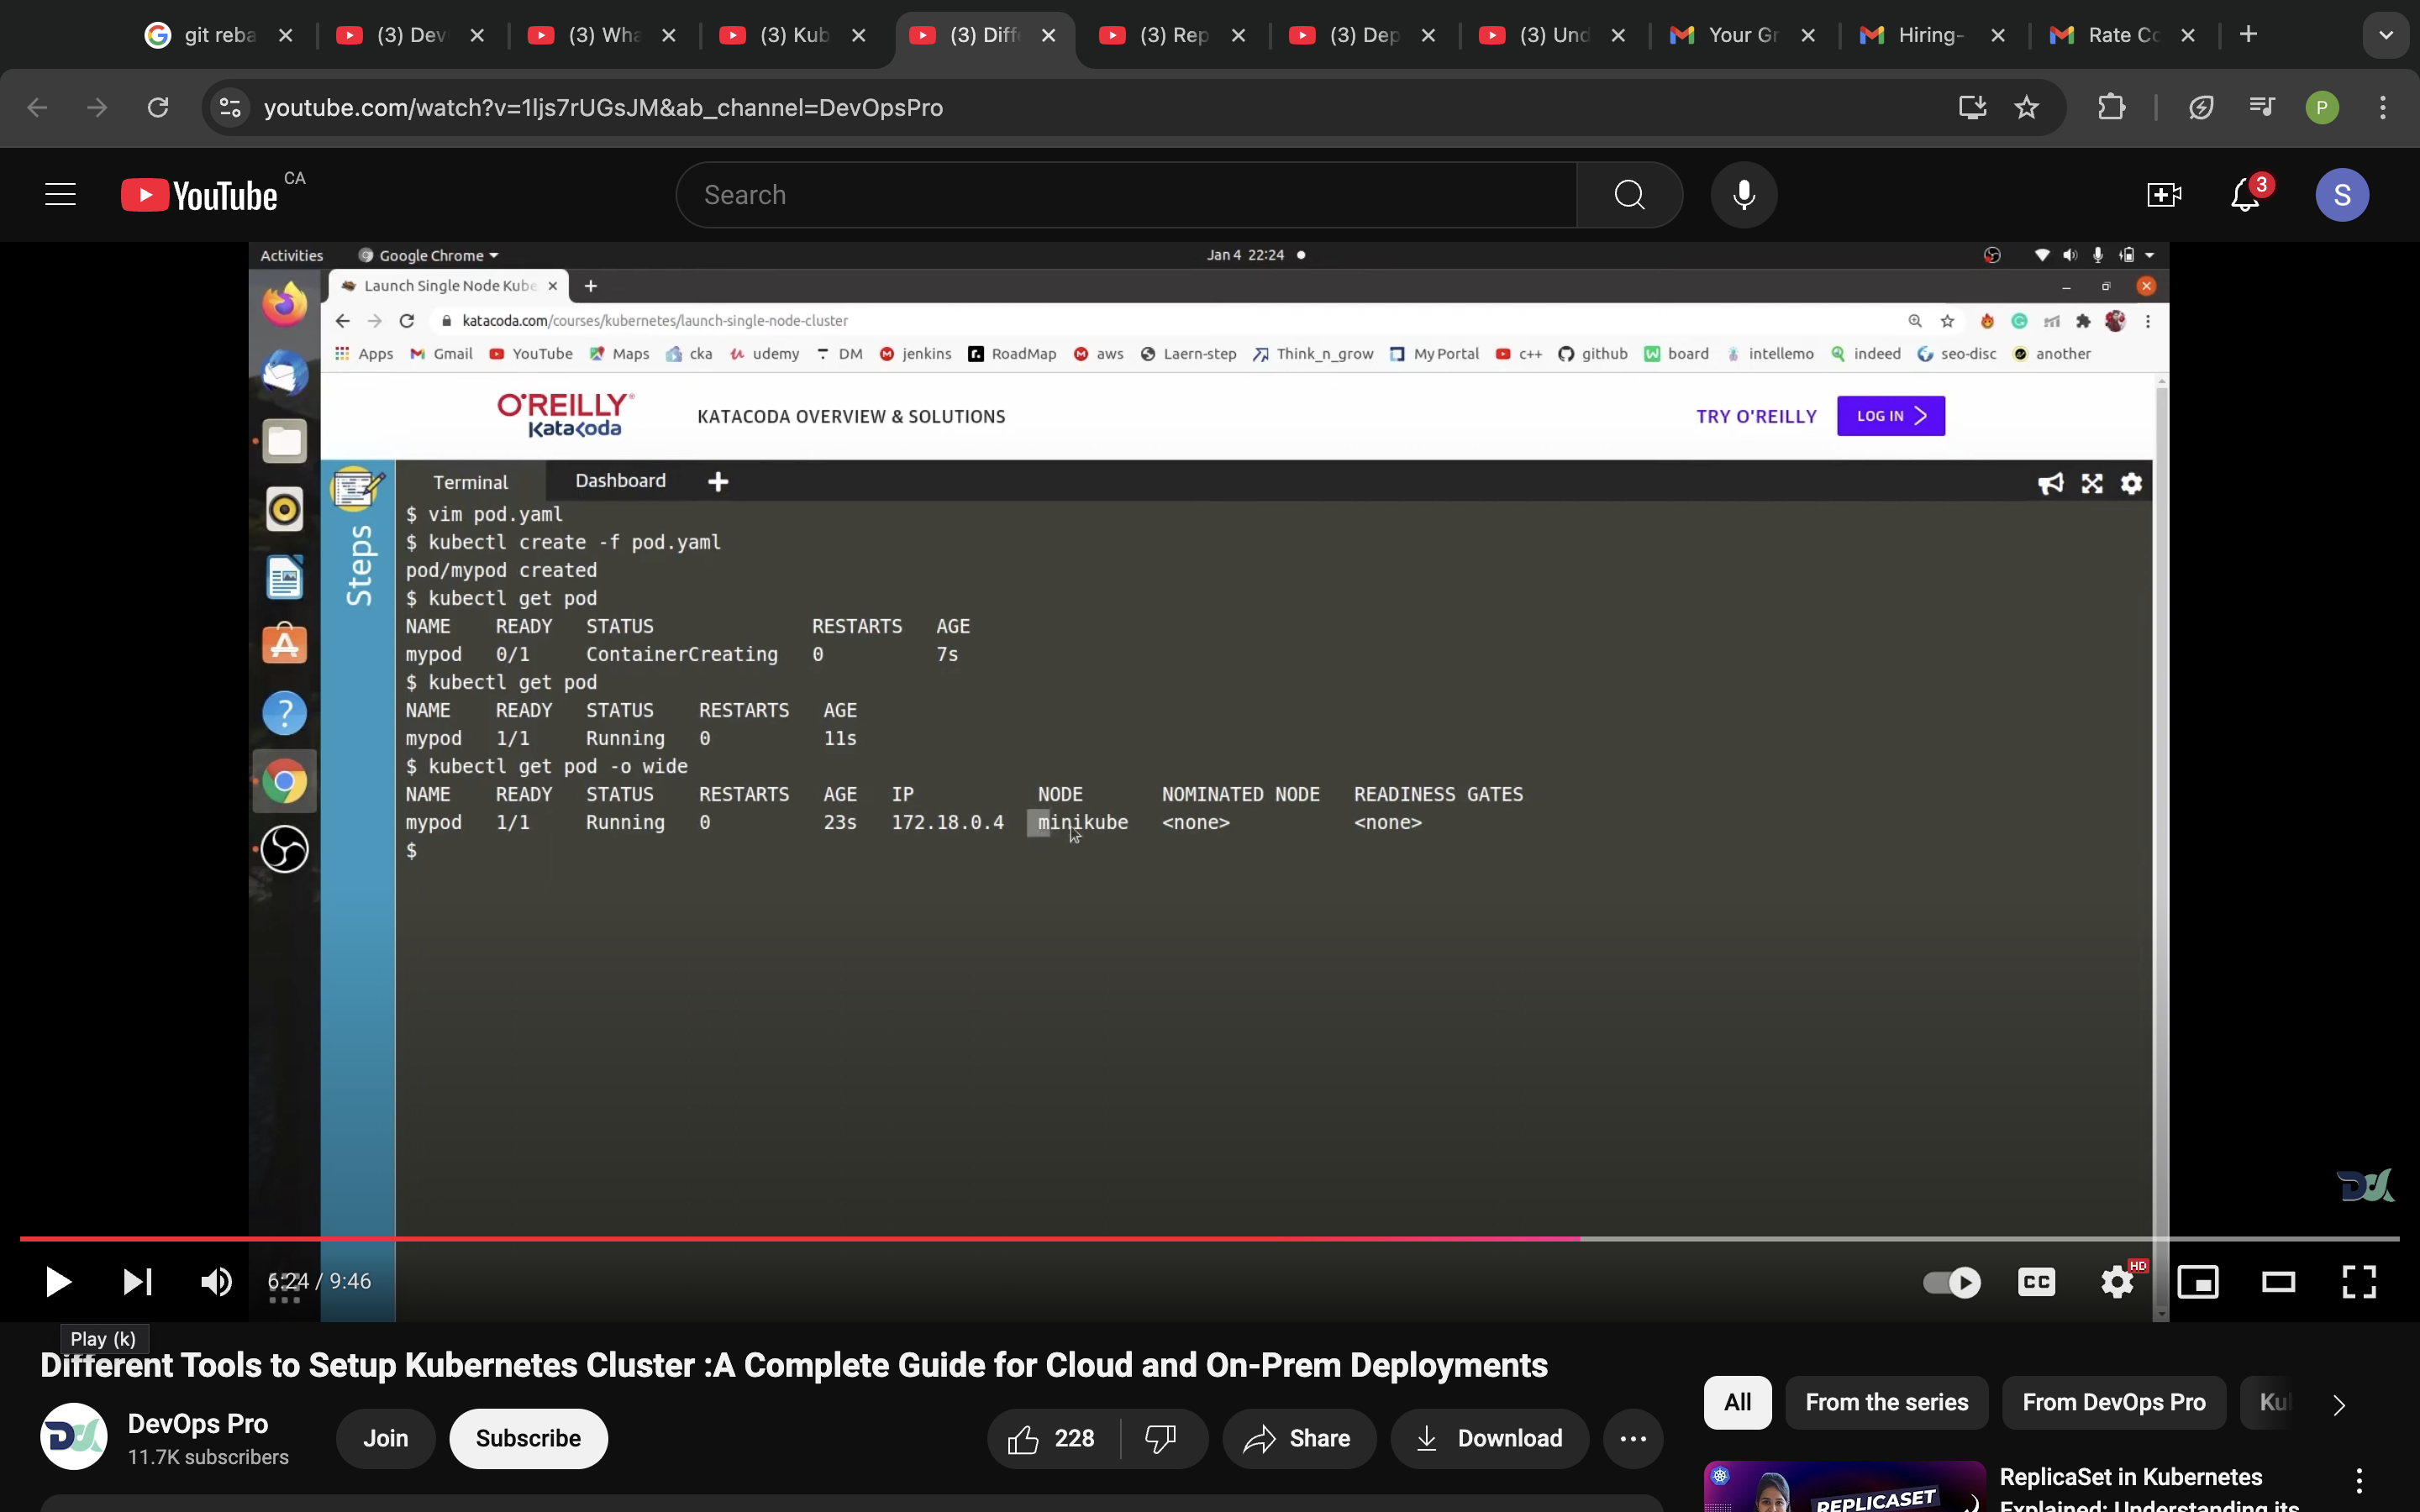 git reba
(3) Dev
(3) Wha
(3) Kub
(3) Diffe
(3) Rep
(3) Dep
(3) Und
Your Gr
Hiring-
Rate Co
youtube.com/watch?v=1ljs7rUGsJM&ab_channel=DevOpsPro
P
YouTube CA
Search
3
S
Activities Google Chrome Jan 4 22:24
Launch Single Node Kube
katacoda.com/courses/kubernetes/launch-single-node-cluster
Apps Gmail YouTube Maps cka udemy DM jenkins RoadMap aws Laern-step Think_n_grow My Portal c++ github board intellemo indeed seo-disc another
O'REILLY®
Katacoda
KATACODA OVERVIEW & SOLUTIONS
TRY O'REILLY
LOG IN
Steps
Terminal Dashboard
$ vim pod.yaml
$ kubectl create -f pod.yaml
pod/mypod created
$ kubectl get pod
NAME READY STATUS RESTARTS AGE
mypod 0/1 ContainerCreating 0 7s
$ kubectl get pod
NAME READY STATUS RESTARTS AGE
mypod 1/1 Running 0 11s
$ kubectl get pod -o wide
NAME READY STATUS RESTARTS AGE IP NODE NOMINATED NODE READINESS GATES
mypod 1/1 Running 0 23s 172.18.0.4 minikube <none> <none>
$
6:24 / 9:46
CC
HD
Play (k)
Different Tools to Setup Kubernetes Cluster :A Complete Guide for Cloud and On-Prem Deployments
DevOps Pro
11.7K subscribers
Join
Subscribe
228
Share
Download
All
From the series
From DevOps Pro
Ku
REPLICASET
ReplicaSet in Kubernetes
Explained: Understanding its